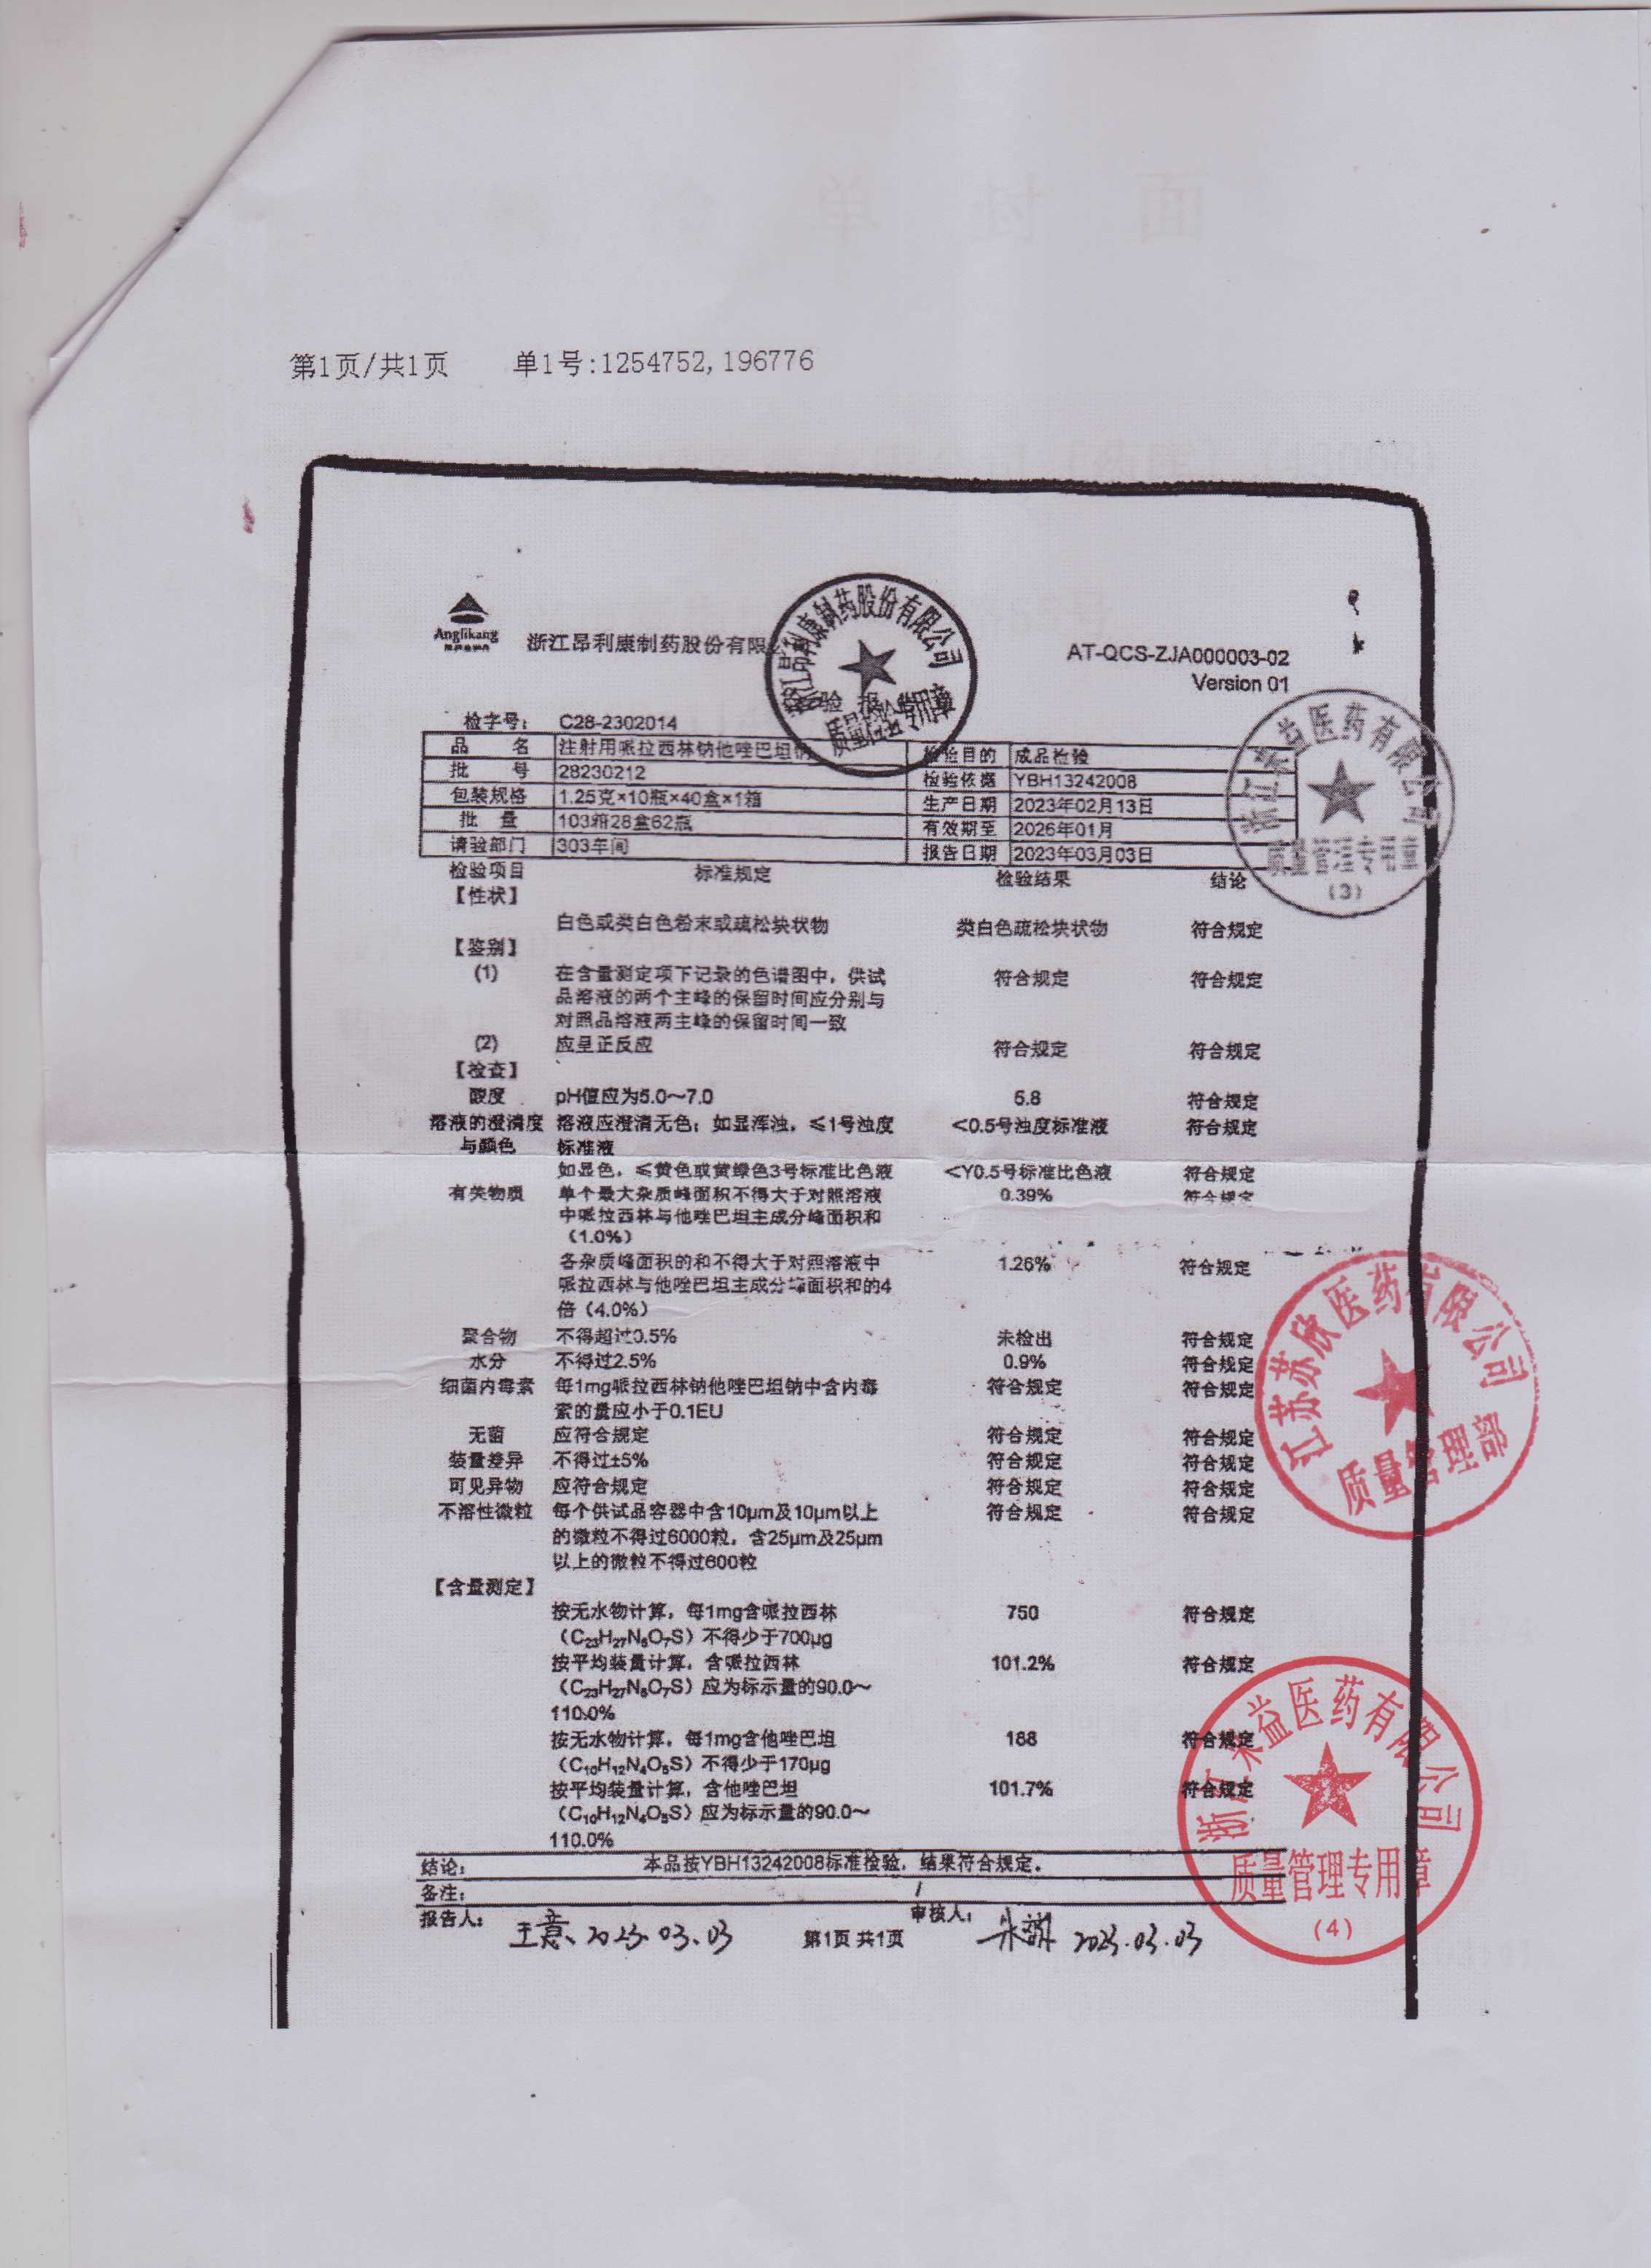 第1页/共1页 单1号:1254752,196776
Anglikang
浙江昂利康制药股份有限
浙江昂利康制药股份有限公司
AT-QCS-ZJA000003-02
Version 01
检字号: C28-2302014
品 名 注射用哌拉西林钠他唑巴坦 检验目的 成品检验
批 号 28230212 检验依据 YBH13242008
包装规格 1.25克×10瓶×40盒×1箱 生产日期 2023年02月13日
批 量 103箱28盒62瓶 有效期至 2026年01月
请验部门 303车间 报告日期 2023年03月03日
检验项目 标准规定 检验结果 结论
益医药有限公司
质量管理专用章
(3)
【性状】
白色或类白色粉末或疏松块状物 类白色疏松块状物 符合规定
【鉴别】
(1) 在含量测定项下记录的色谱图中，供试 符合规定 符合规定
品溶液的两个主峰的保留时间应分别与
对照品溶液两主峰的保留时间一致
(2) 应呈正反应 符合规定 符合规定
【检查】
酸度 pH值应为5.0～7.0 5.8 符合规定
溶液的澄清度 溶液应澄清无色；如显浑浊，≤1号浊度 <0.5号浊度标准液 符合规定
与颜色 标准液
如显色，≤黄色或黄绿色3号标准比色液 <Y0.5号标准比色液 符合规定
有关物质 单个最大杂质峰面积不得大于对照溶液 0.39% 符合规定
中哌拉西林与他唑巴坦主成分峰面积和
（1.0%）
各杂质峰面积的和不得大于对照溶液中 1.26% 符合规定
哌拉西林与他唑巴坦主成分峰面积和的4
倍（4.0%）
聚合物 不得超过0.5% 未检出 符合规定
水分 不得过2.5% 0.9% 符合规定
细菌内毒素 每1mg哌拉西林钠他唑巴坦钠中含内毒 符合规定 符合规定
素的量应小于0.1EU
无菌 应符合规定 符合规定 符合规定
装量差异 不得过±5% 符合规定 符合规定
可见异物 应符合规定 符合规定 符合规定
不溶性微粒 每个供试品容器中含10μm及10μm以上 符合规定 符合规定
的微粒不得过6000粒，含25μm及25μm
以上的微粒不得过600粒
江苏苏欣医药有限公司
质量管理部
【含量测定】
按无水物计算，每1mg含哌拉西林 750 符合规定
（C23H27N5O7S）不得少于700μg
按平均装量计算，含哌拉西林 101.2% 符合规定
（C23H27N5O7S）应为标示量的90.0～
110.0%
按无水物计算，每1mg含他唑巴坦 188 符合规定
（C10H12N4O5S）不得少于170μg
按平均装量计算，含他唑巴坦 101.7% 符合规定
（C10H12N4O5S）应为标示量的90.0～
110.0%
益医药有限公司
质量管理专用章
(4)
结论： 本品按YBH13242008标准检验，结果符合规定。
备注： /
报告人： 2023.03.03 第1页 共1页 审核人： 2023.03.03